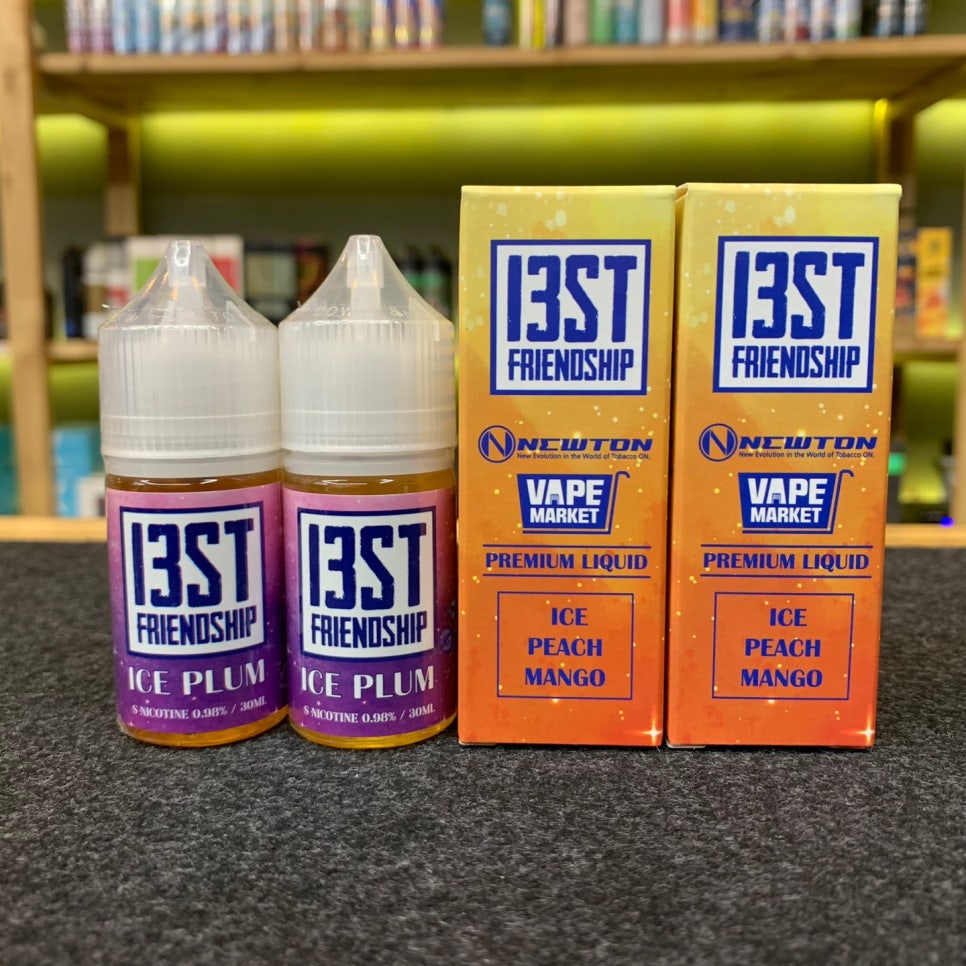 13ST
FRIENDSHIP
ICE PLUM
S-NICOTINE 0.98% / 30ML
13ST
FRIENDSHIP
ICE PLUM
S-NICOTINE 0.98% / 30ML
13ST
FRIENDSHIP
N NEWTON
New Evolution in the World of Tobacco ON.
VAPE
MARKET
PREMIUM LIQUID
ICE
PEACH
MANGO
13ST
FRIENDSHIP
N NEWTON
New Evolution in the World of Tobacco ON.
VAPE
MARKET
PREMIUM LIQUID
ICE
PEACH
MANGO